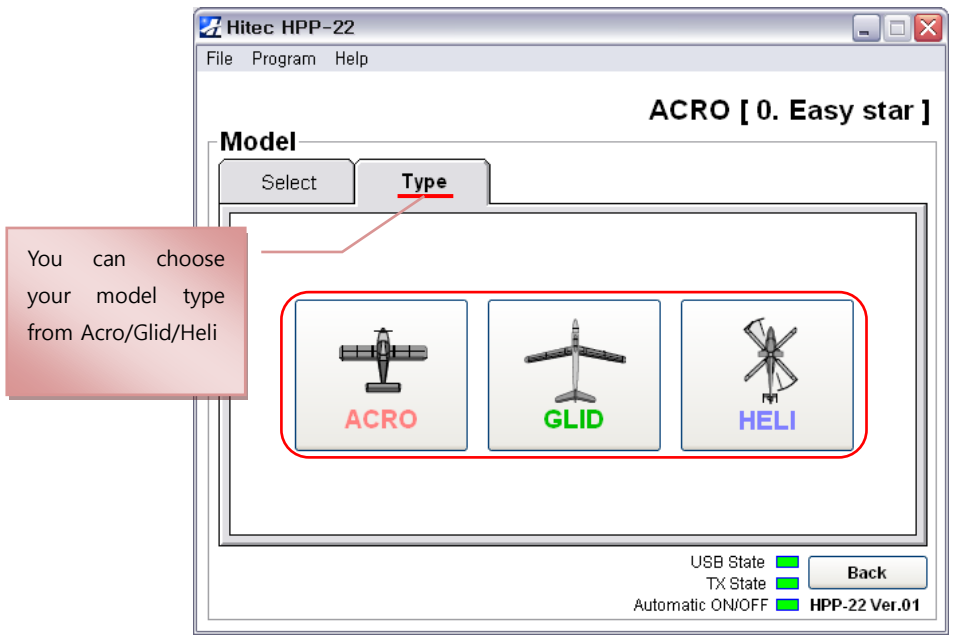 Hitec HPP-22
File Program Help
ACRO [ 0. Easy star ]
Model
Select Type
You can choose
your model type
from Acro/Glid/Heli
ACRO GLID HELI
USB State
TX State
Back
Automatic ON/OFF HPP-22 Ver.01